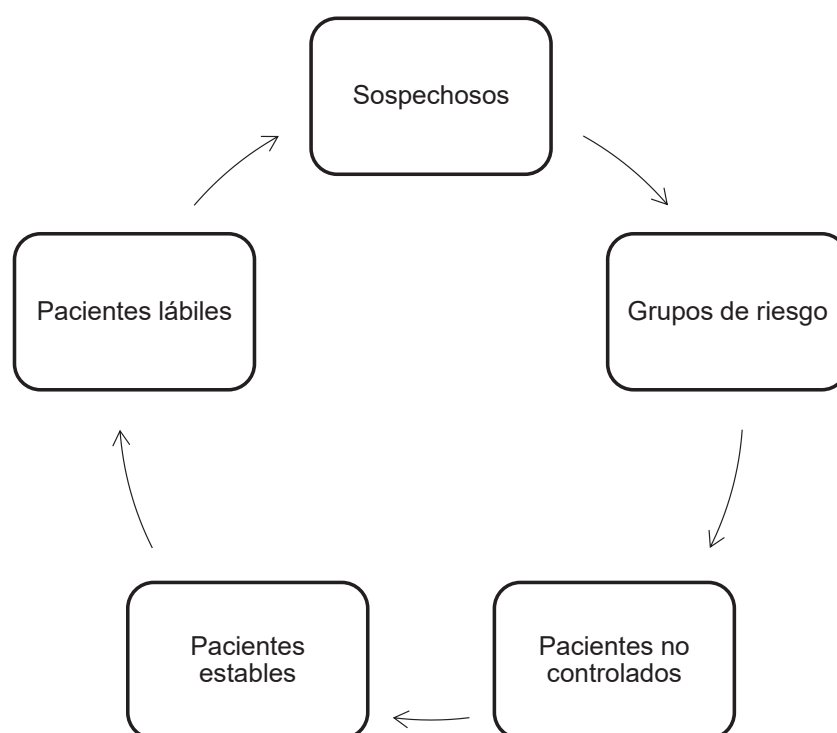 Sospechosos
Grupos de riesgo
Pacientes no
controlados
Pacientes
estables
Pacientes lábiles